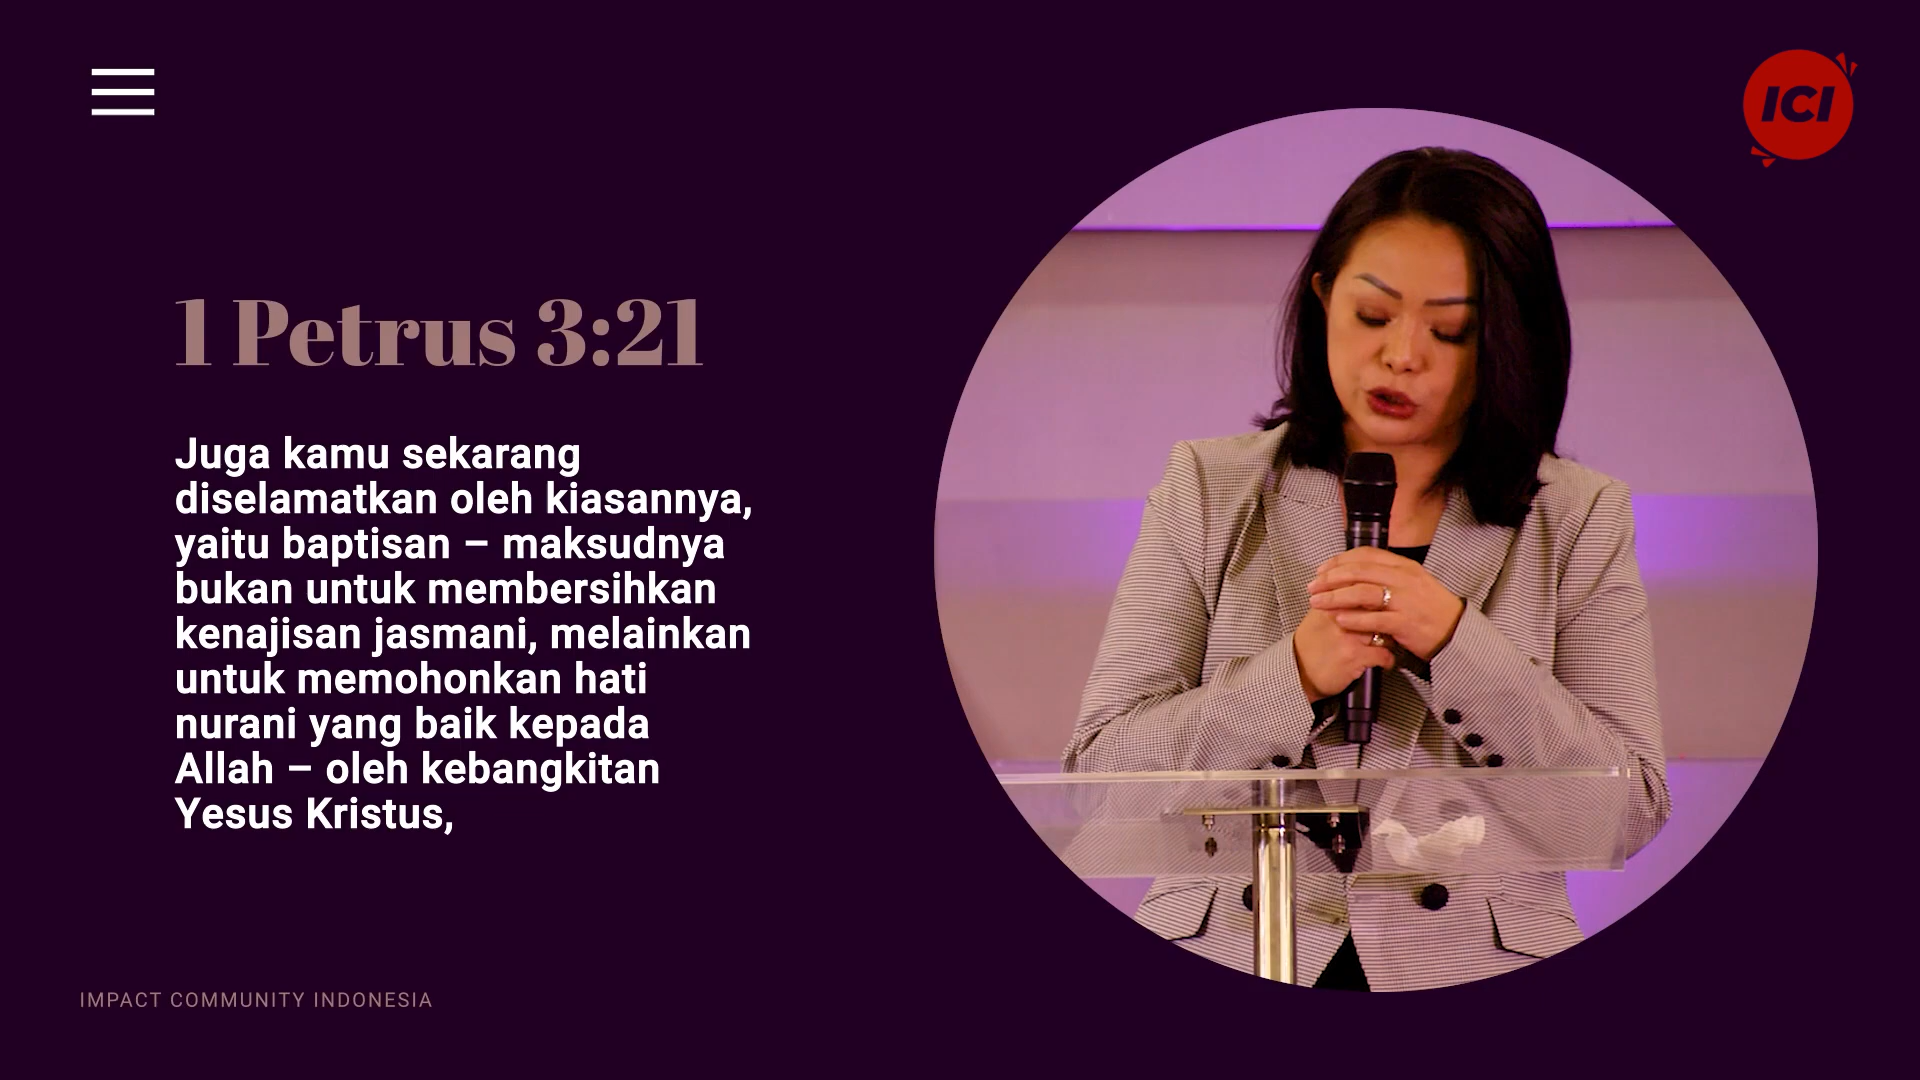 ICI
1 Petrus 3:21
Juga kamu sekarang
diselamatkan oleh kiasannya,
yaitu baptisan – maksudnya
bukan untuk membersihkan
kenajisan jasmani, melainkan
untuk memohonkan hati
nurani yang baik kepada
Allah – oleh kebangkitan
Yesus Kristus,
IMPACT COMMUNITY INDONESIA